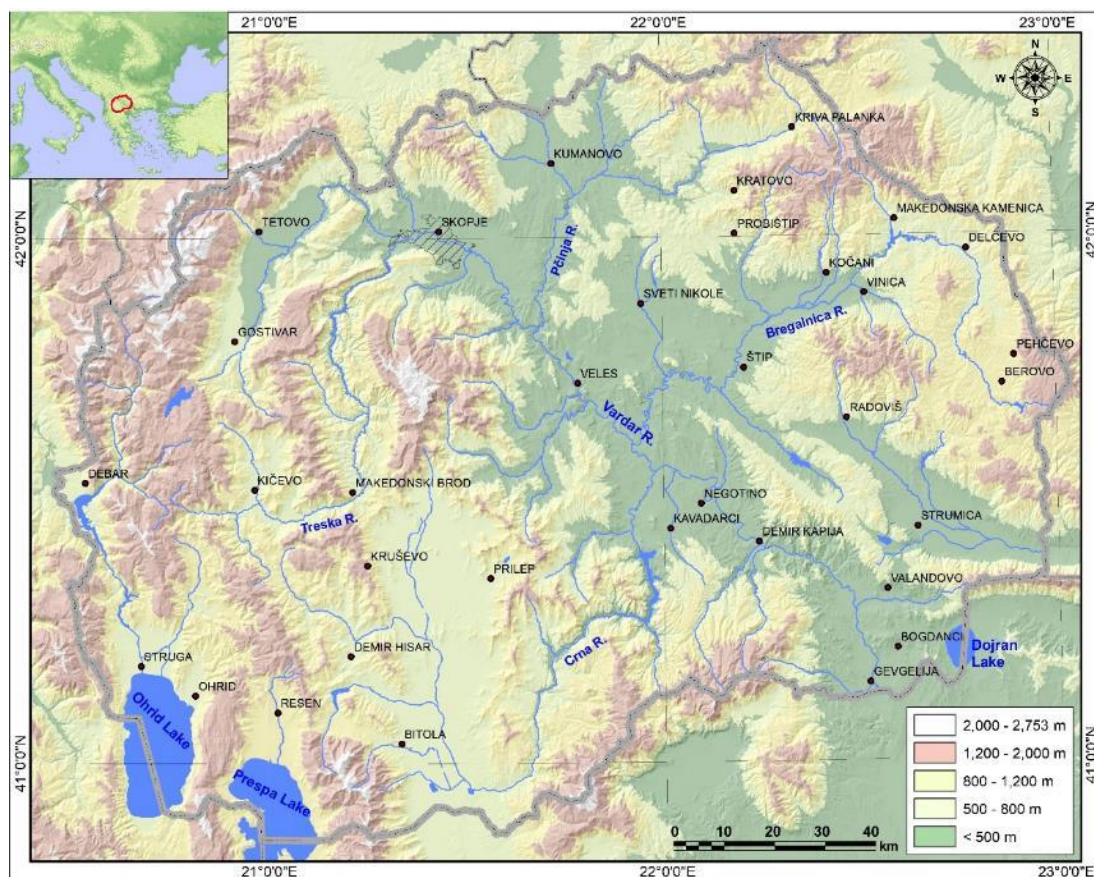 21°0'0"E
22°0'0"E
23°0'0"E
N
W
E
S
KRIVA PALANKA
KUMANOVO
KRATOVO
MAKEDONSKA KAMENICA
TETOVO
SKOPJE
PROBIŠTIP
DELČEVO
42°0'0"N
42°0'0"N
Pčinja R.
KOČANI
VINICA
SVETI NIKOLE
Bregalnica R.
GOSTIVAR
PEHČEVO
ŠTIP
VELES
BEROVO
Vardar R.
RADOVIŠ
DEBAR
KIČEVO
MAKEDONSKI BROD
NEGOTINO
Treska R.
KAVADARCI
STRUMICA
DEMIR KAPIJA
KRUŠEVO
PRILEP
VALANDOVO
Crna R.
BOGDANCI
Dojran
Lake
DEMIR HISAR
STRUGA
GEVGELIJA
OHRID
Ohrid Lake
RESEN
BITOLA
2,000 - 2,753 m
1,200 - 2,000 m
800 - 1,200 m
500 - 800 m
< 500 m
41°0'0"N
41°0'0"N
Prespa Lake
0 10 20 30 40
km
21°0'0"E
22°0'0"E
23°0'0"E